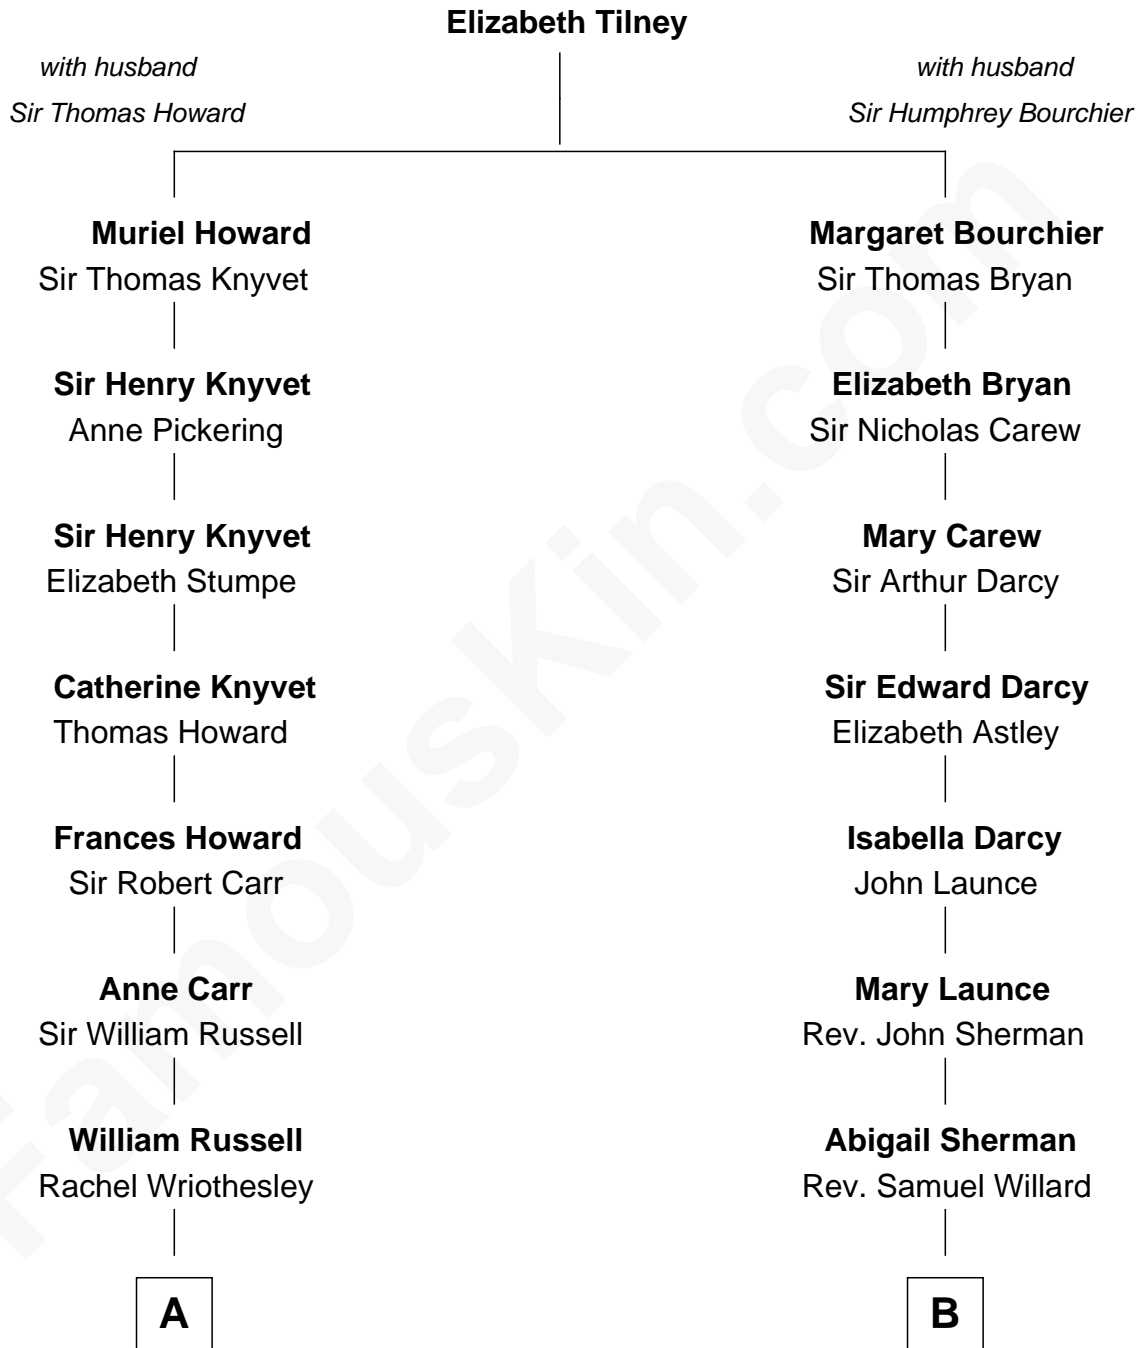 Elizabeth Tilney
with husband
Sir Thomas Howard
with husband
Sir Humphrey Bourchier
Muriel Howard
Sir Thomas Knyvet
Margaret Bourchier
Sir Thomas Bryan
Sir Henry Knyvet
Anne Pickering
Elizabeth Bryan
Sir Nicholas Carew
Sir Henry Knyvet
Elizabeth Stumpe
Mary Carew
Sir Arthur Darcy
Catherine Knyvet
Thomas Howard
Sir Edward Darcy
Elizabeth Astley
Frances Howard
Sir Robert Carr
Isabella Darcy
John Launce
Anne Carr
Sir William Russell
Mary Launce
Rev. John Sherman
William Russell
Rachel Wriothesley
Abigail Sherman
Rev. Samuel Willard
A
B
FamousKin.com